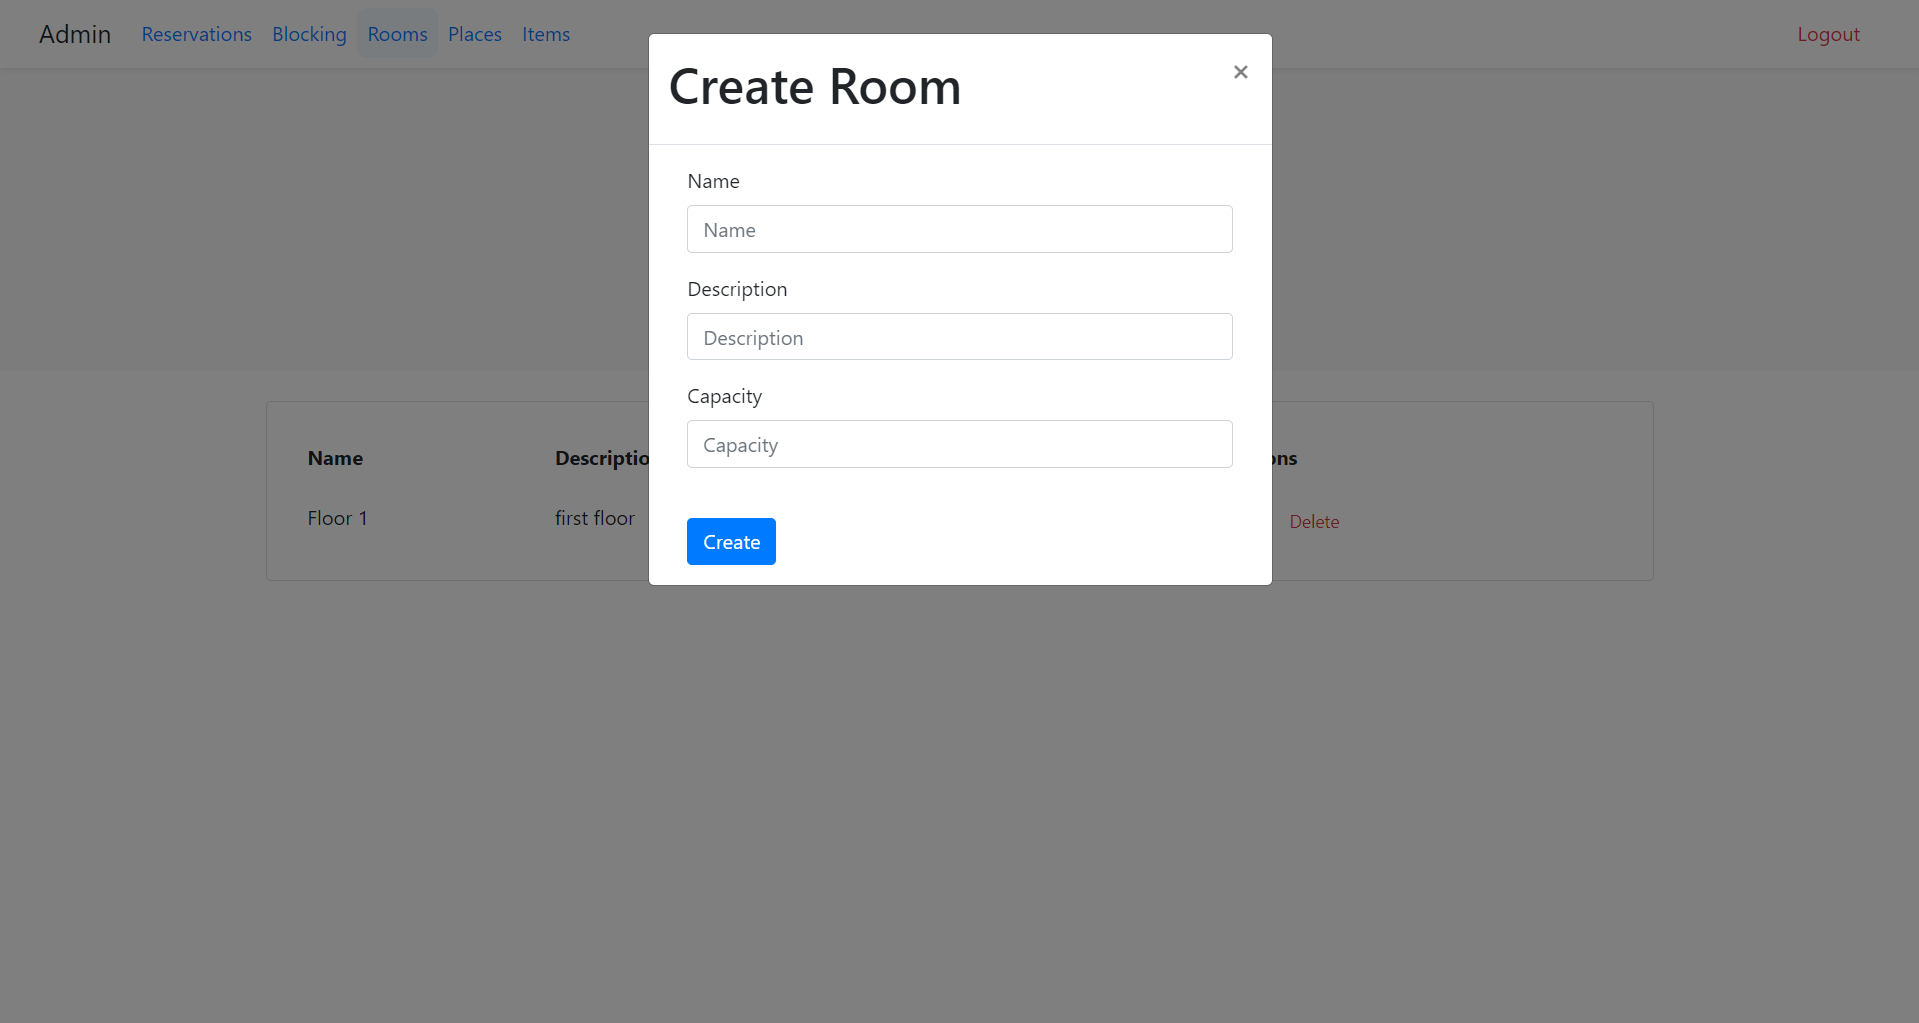 Admin Reservations Blocking Rooms Places Items Logout
Create Room ×
Name
Name
Description
Description
Capacity
Capacity
Create
Name Descriptio ons
Floor 1 first floor Delete